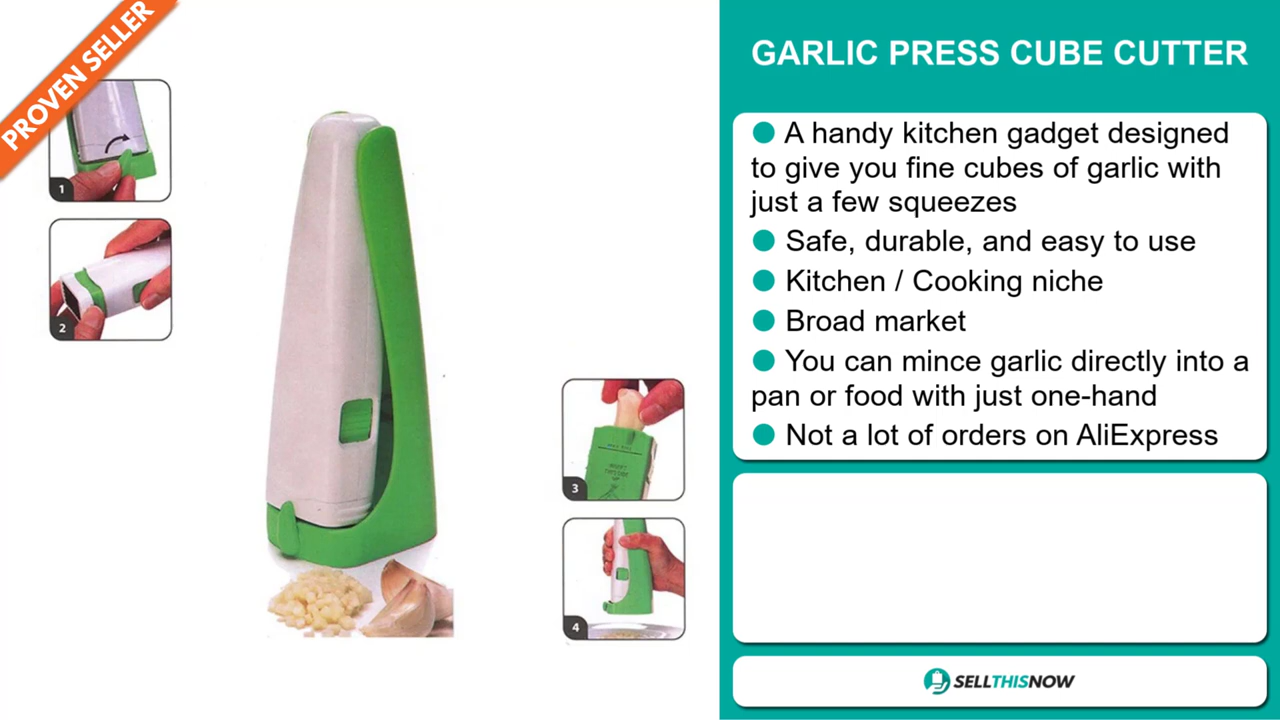 PROVEN SELLER
1
2
3
4
GARLIC PRESS CUBE CUTTER
● A handy kitchen gadget designed
to give you fine cubes of garlic with
just a few squeezes
● Safe, durable, and easy to use
● Kitchen / Cooking niche
● Broad market
● You can mince garlic directly into a
pan or food with just one-hand
● Not a lot of orders on AliExpress
SELLTHISNOW